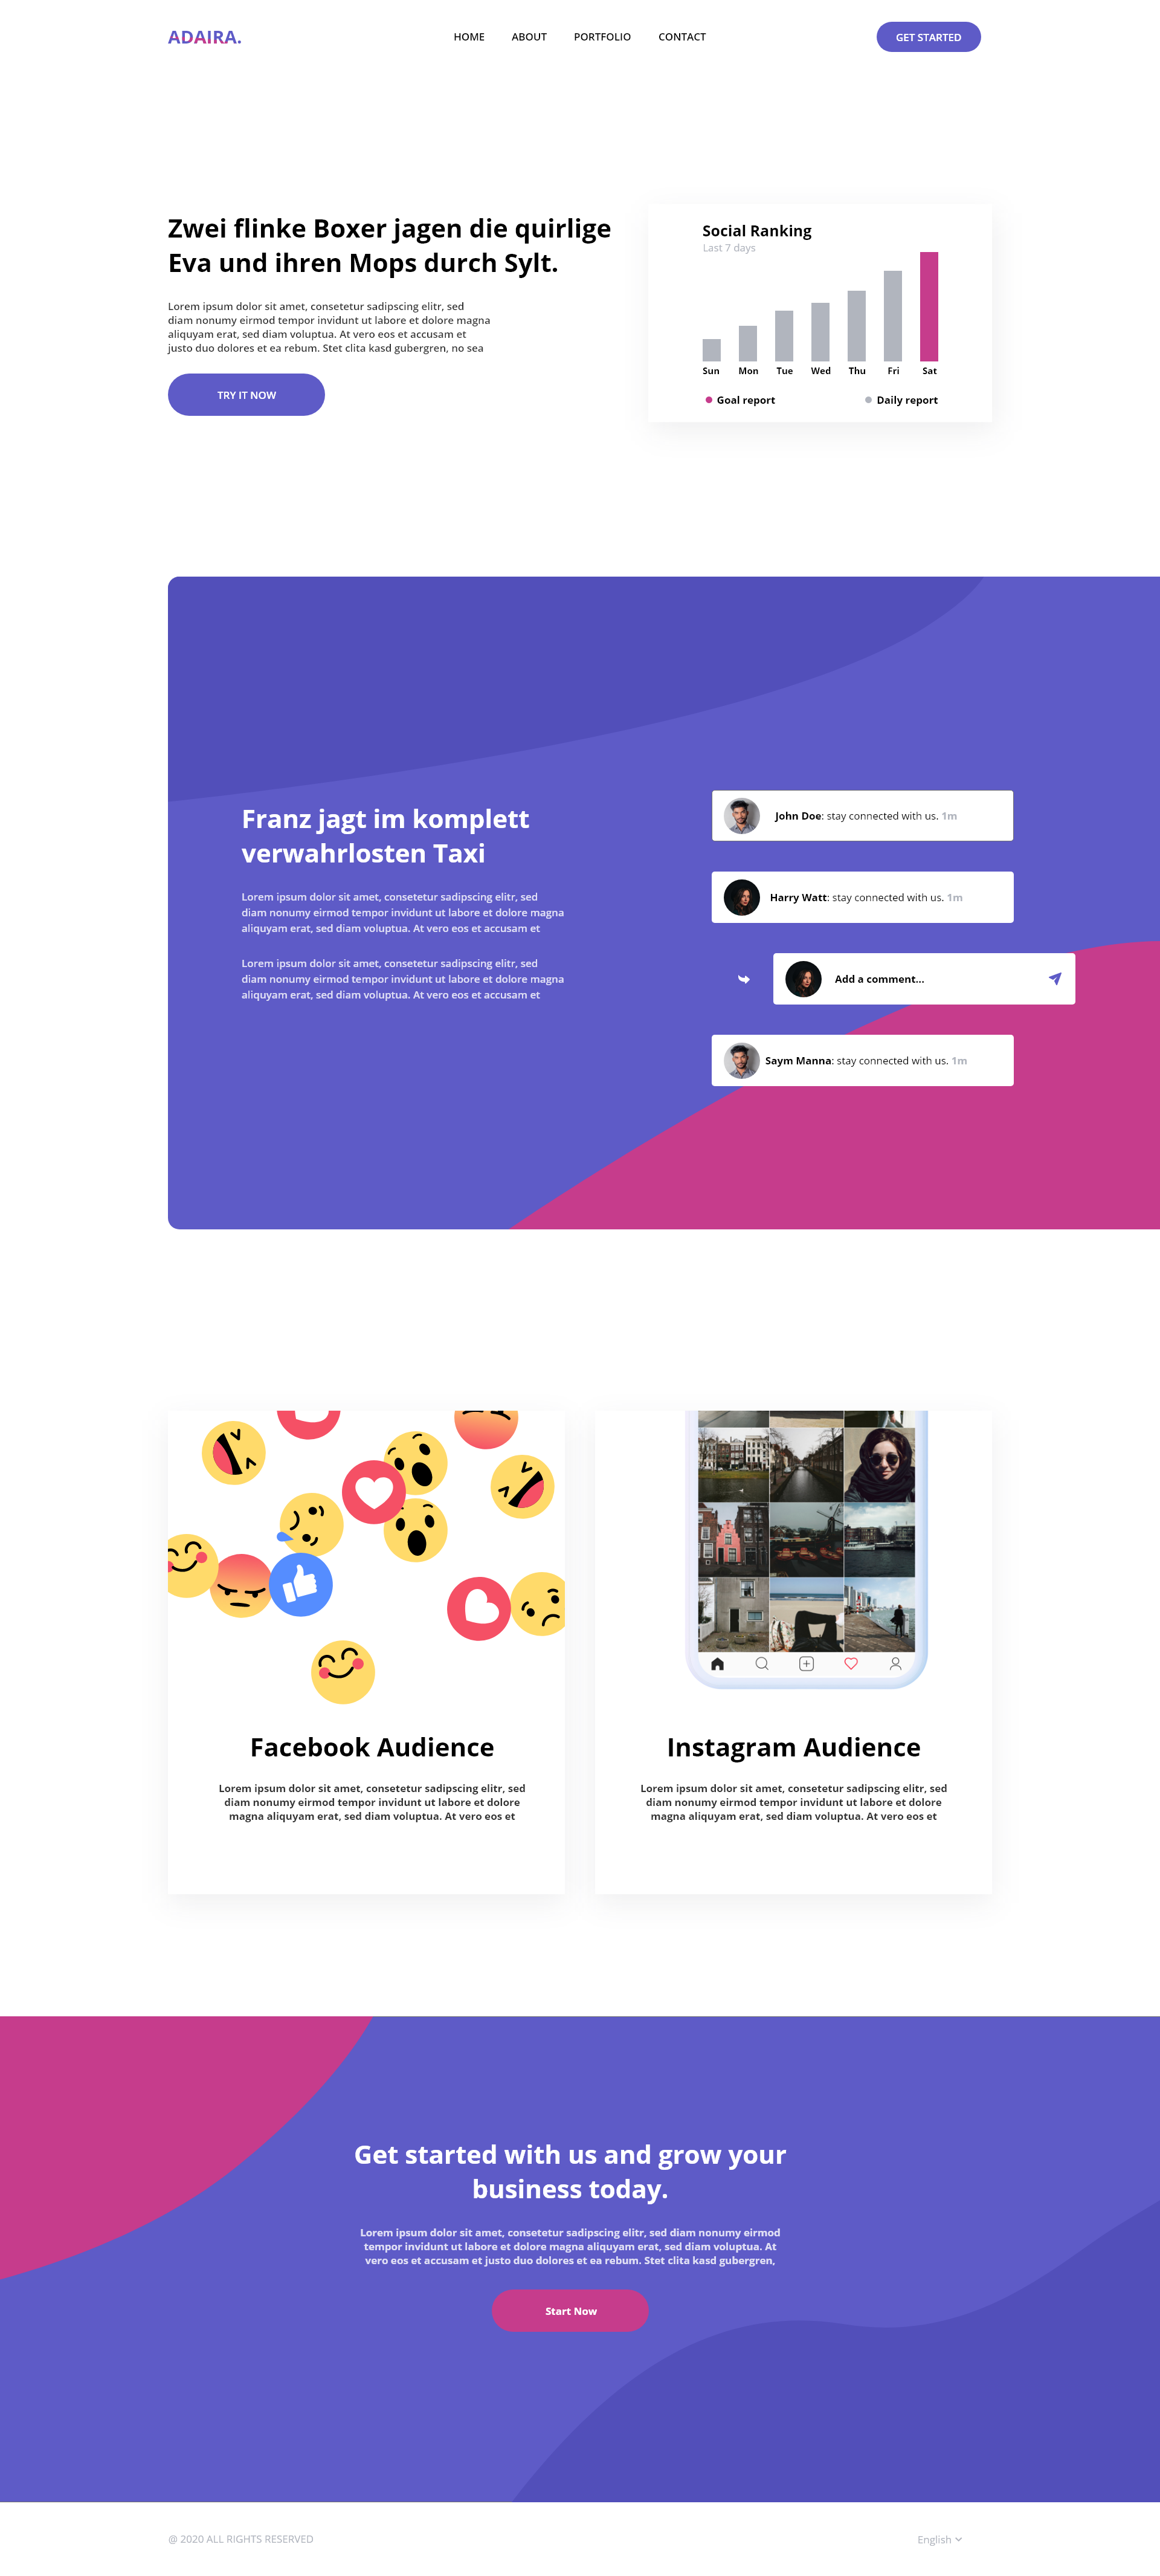 ADAIRA.
HOME ABOUT PORTFOLIO CONTACT
GET STARTED
Zwei flinke Boxer jagen die quirlige
Eva und ihren Mops durch Sylt.
Lorem ipsum dolor sit amet, consetetur sadipscing elitr, sed
diam nonumy eirmod tempor invidunt ut labore et dolore magna
aliquyam erat, sed diam voluptua. At vero eos et accusam et
justo duo dolores et ea rebum. Stet clita kasd gubergren, no sea
TRY IT NOW
Social Ranking
Last 7 days
Sun Mon Tue Wed Thu Fri Sat
Goal report Daily report
Franz jagt im komplett
verwahrlosten Taxi
Lorem ipsum dolor sit amet, consetetur sadipscing elitr, sed
diam nonumy eirmod tempor invidunt ut labore et dolore magna
aliquyam erat, sed diam voluptua. At vero eos et accusam et
Lorem ipsum dolor sit amet, consetetur sadipscing elitr, sed
diam nonumy eirmod tempor invidunt ut labore et dolore magna
aliquyam erat, sed diam voluptua. At vero eos et accusam et
John Doe: stay connected with us. 1m
Harry Watt: stay connected with us. 1m
Add a comment...
Saym Manna: stay connected with us. 1m
Facebook Audience
Lorem ipsum dolor sit amet, consetetur sadipscing elitr, sed
diam nonumy eirmod tempor invidunt ut labore et dolore
magna aliquyam erat, sed diam voluptua. At vero eos et
Instagram Audience
Lorem ipsum dolor sit amet, consetetur sadipscing elitr, sed
diam nonumy eirmod tempor invidunt ut labore et dolore
magna aliquyam erat, sed diam voluptua. At vero eos et
Get started with us and grow your
business today.
Lorem ipsum dolor sit amet, consetetur sadipscing elitr, sed diam nonumy eirmod
tempor invidunt ut labore et dolore magna aliquyam erat, sed diam voluptua. At
vero eos et accusam et justo duo dolores et ea rebum. Stet clita kasd gubergren,
Start Now
@ 2020 ALL RIGHTS RESERVED
English